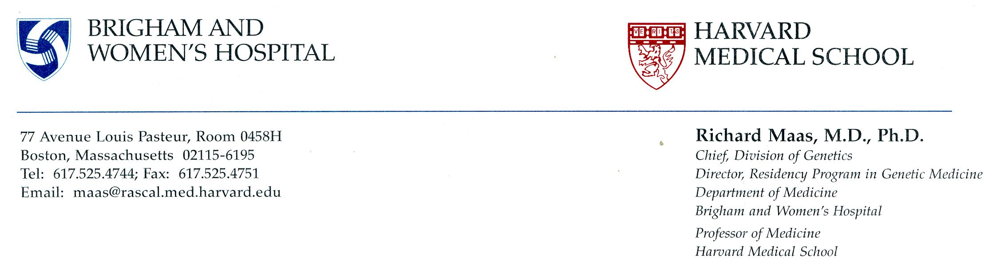 BRIGHAM AND
WOMEN'S HOSPITAL
VE RI TAS
HARVARD
MEDICAL SCHOOL
77 Avenue Louis Pasteur, Room 0458H
Boston, Massachusetts  02115-6195
Tel:  617.525.4744; Fax:  617.525.4751
Email:  maas@rascal.med.harvard.edu
Richard Maas, M.D., Ph.D.
Chief, Division of Genetics
Director, Residency Program in Genetic Medicine
Department of Medicine
Brigham and Women's Hospital
Professor of Medicine
Harvard Medical School